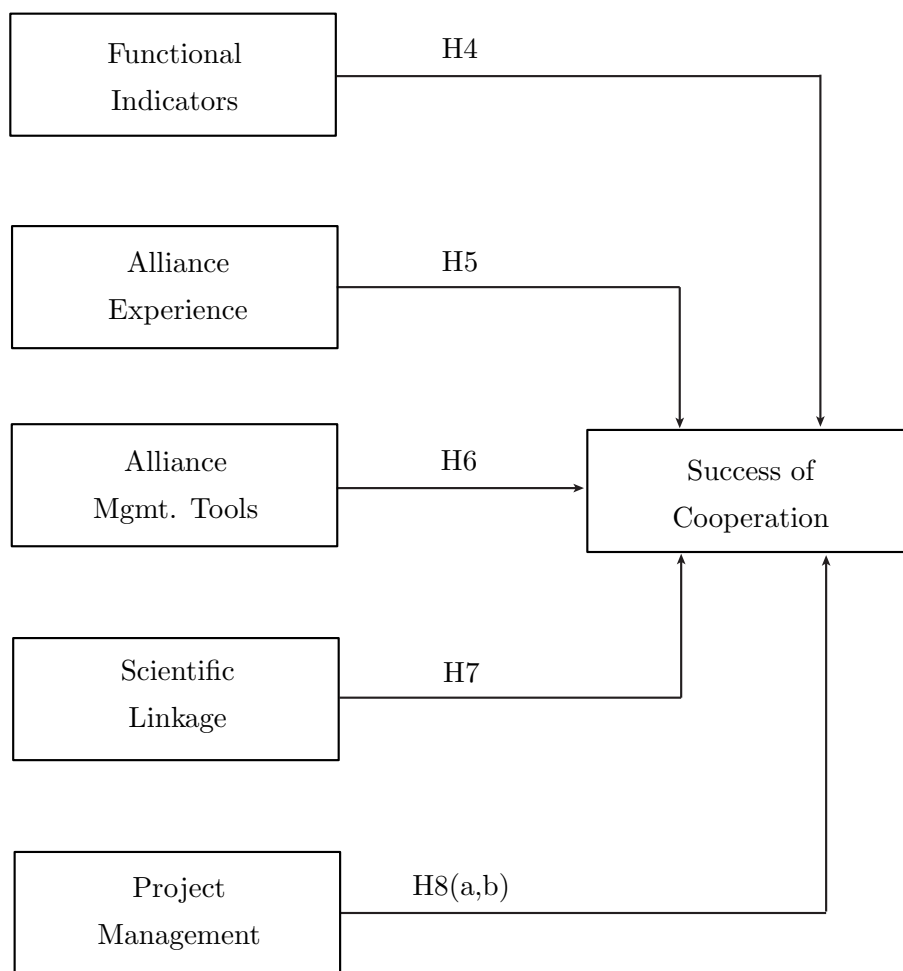 Functional
Indicators
H4
Alliance
Experience
H5
Alliance
Mgmt. Tools
H6
Success of
Cooperation
Scientific
Linkage
H7
Project
Management
H8(a,b)